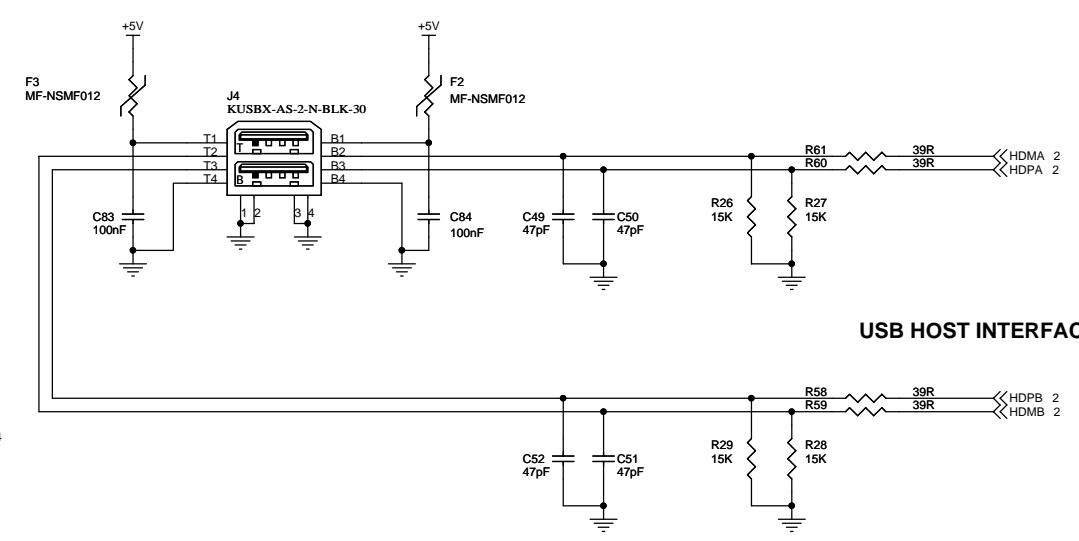 +5V
+5V
F3
MF-NSMF012
F2
MF-NSMF012
J4
KUSBX-AS-2-N-BLK-30
T1
T2
T3
T4
T
B
B1
B2
B3
B4
1 2 3 4
C83
100nF
C84
100nF
C49
47pF
C50
47pF
R61 39R HDMA 2
R60 39R HDPA 2
R26
15K
R27
15K
USB HOST INTERFAC
R58 39R HDPB 2
R59 39R HDMB 2
C52
47pF
C51
47pF
R29
15K
R28
15K